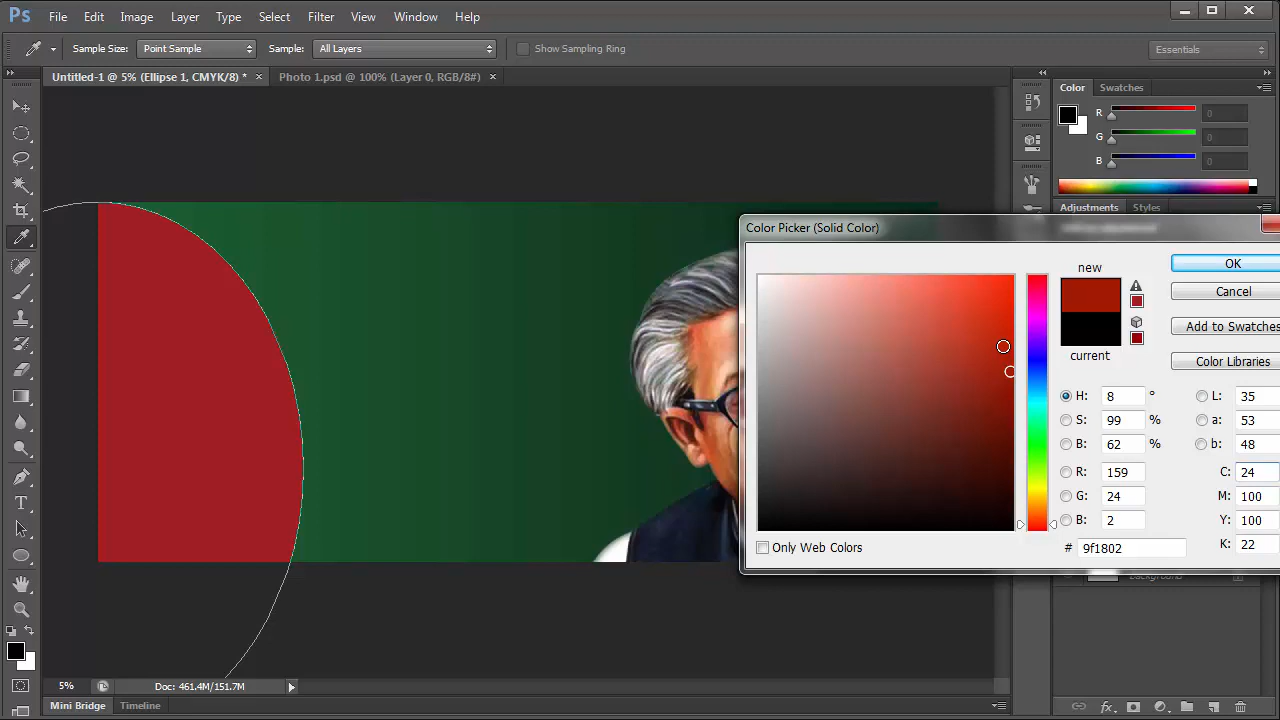 Ps File Edit Image Layer Type Select Filter View Window Help
Sample Size: Point Sample Sample: All Layers Show Sampling Ring Essentials
Untitled-1 @ 5% (Ellipse 1, CMYK/8) * × Photo 1.psd @ 100% (Layer 0, RGB/8#) ×
Color Swatches
R 0
G 0
B 0
Adjustments Styles
Color Picker (Solid Color)
new
current
OK
Cancel
Add to Swatches
Color Libraries
H: 8 ° L: 35
S: 99 % a: 53
B: 62 % b: 48
R: 159 C: 24
G: 24 M: 100
B: 2 Y: 100
# 9f1802 K: 22
Only Web Colors
Background
5% Doc: 461.4M/151.7M
Mini Bridge Timeline